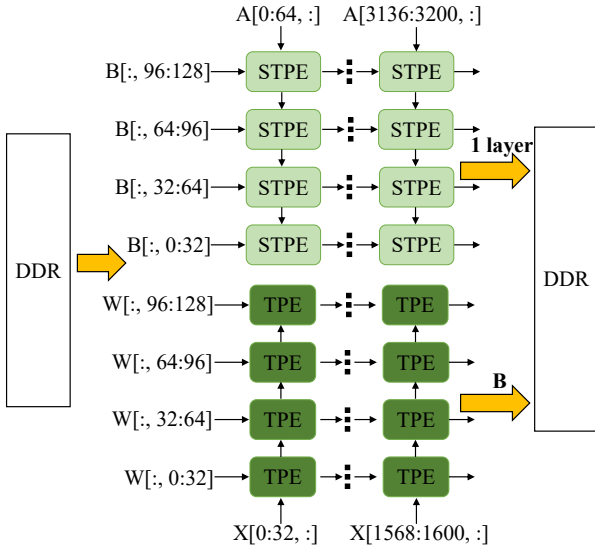 A[0:64, :] A[3136:3200, :]
B[:, 96:128] STPE STPE
B[:, 64:96] STPE STPE
1 layer
B[:, 32:64] STPE STPE
B[:, 0:32] STPE STPE
DDR DDR
W[:, 96:128] TPE TPE
W[:, 64:96] TPE TPE
B
W[:, 32:64] TPE TPE
W[:, 0:32] TPE TPE
X[0:32, :] X[1568:1600, :]